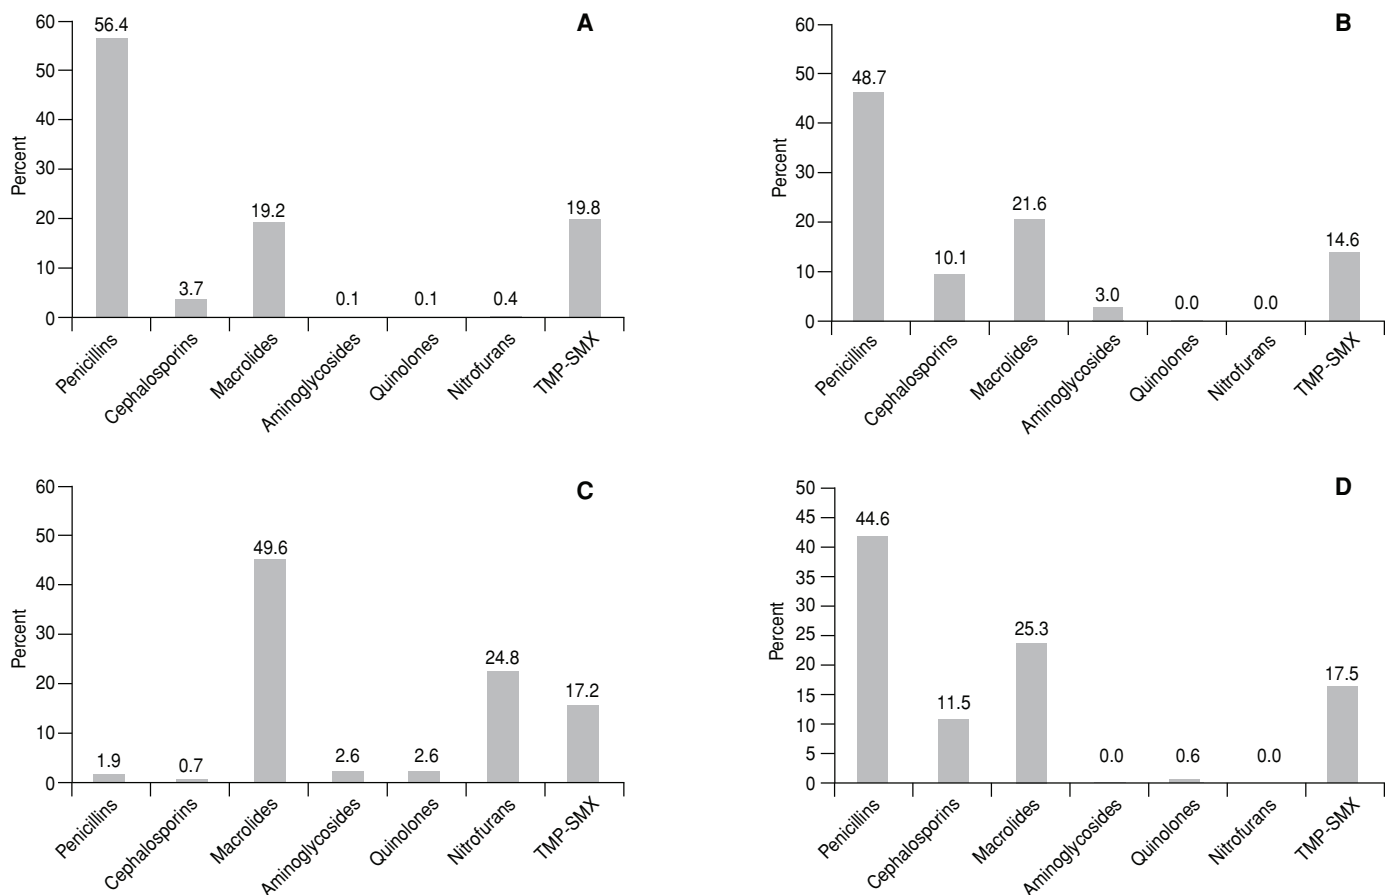 A
Percent
60
50
40
30
20
10
0
56.4
3.7
19.2
0.1
0.1
0.4
19.8
Penicillins
Cephalosporins
Macrolides
Aminoglycosides
Quinolones
Nitrofurans
TMP-SMX
B
Percent
60
50
40
30
20
10
0
48.7
10.1
21.6
3.0
0.0
0.0
14.6
Penicillins
Cephalosporins
Macrolides
Aminoglycosides
Quinolones
Nitrofurans
TMP-SMX
C
Percent
60
50
40
30
20
10
0
1.9
0.7
49.6
2.6
2.6
24.8
17.2
Penicillins
Cephalosporins
Macrolides
Aminoglycosides
Quinolones
Nitrofurans
TMP-SMX
D
Percent
50
45
40
35
30
25
20
15
10
5
0
44.6
11.5
25.3
0.0
0.6
0.0
17.5
Penicillins
Cephalosporins
Macrolides
Aminoglycosides
Quinolones
Nitrofurans
TMP-SMX